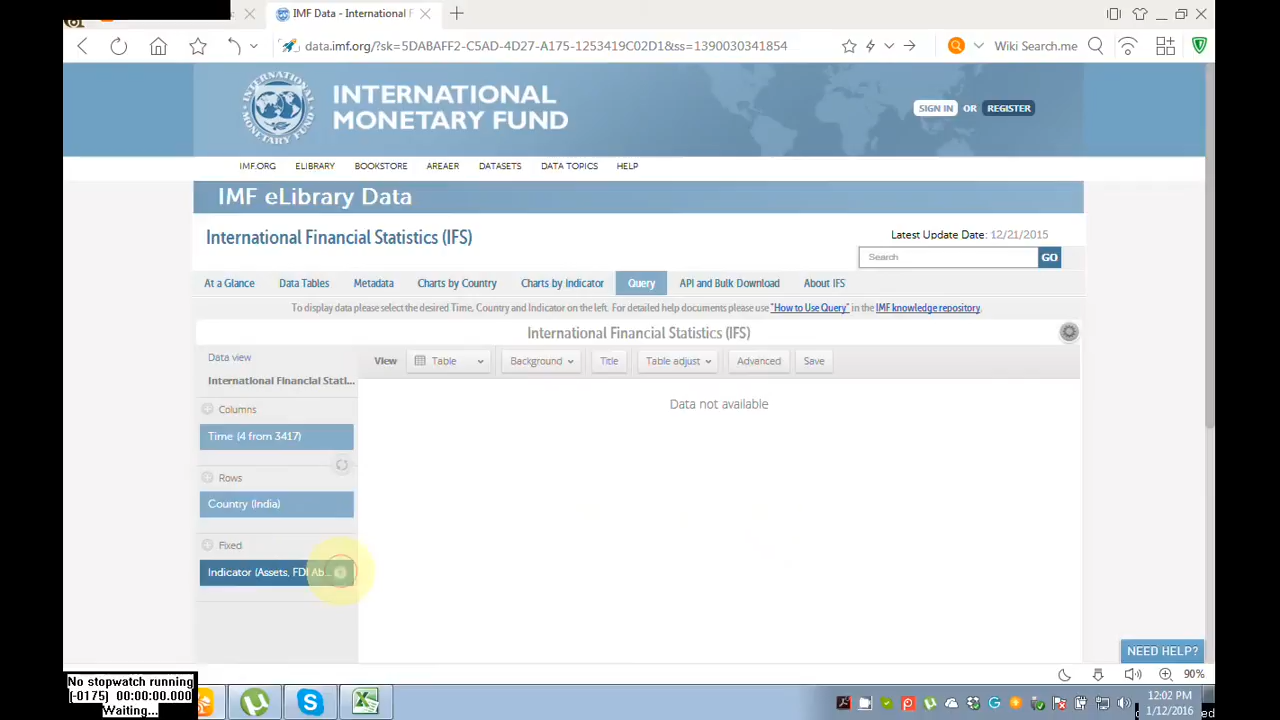 IMF Data - International F
data.imf.org/?sk=5DABAFF2-C5AD-4D27-A175-1253419C02D1&ss=1390030341854
Wiki Search.me
INTERNATIONAL
MONETARY FUND
SIGN IN OR REGISTER
IMF.ORG ELIBRARY BOOKSTORE AREAER DATASETS DATA TOPICS HELP
IMF eLibrary Data
International Financial Statistics (IFS)
Latest Update Date: 12/21/2015
Search GO
At a Glance Data Tables Metadata Charts by Country Charts by Indicator Query API and Bulk Download About IFS
To display data please select the desired Time, Country and Indicator on the left. For detailed help documents please use "How to Use Query" in the IMF knowledge repository.
International Financial Statistics (IFS)
Data view
View Table Background Title Table adjust Advanced Save
International Financial Stati...
Data not available
Columns
Time (4 from 3417)
Rows
Country (India)
Fixed
Indicator (Assets, FDI Ab...
NEED HELP?
90%
No stopwatch running
(-0175) 00:00:00.000
Waiting...
12:02 PM
1/12/2016